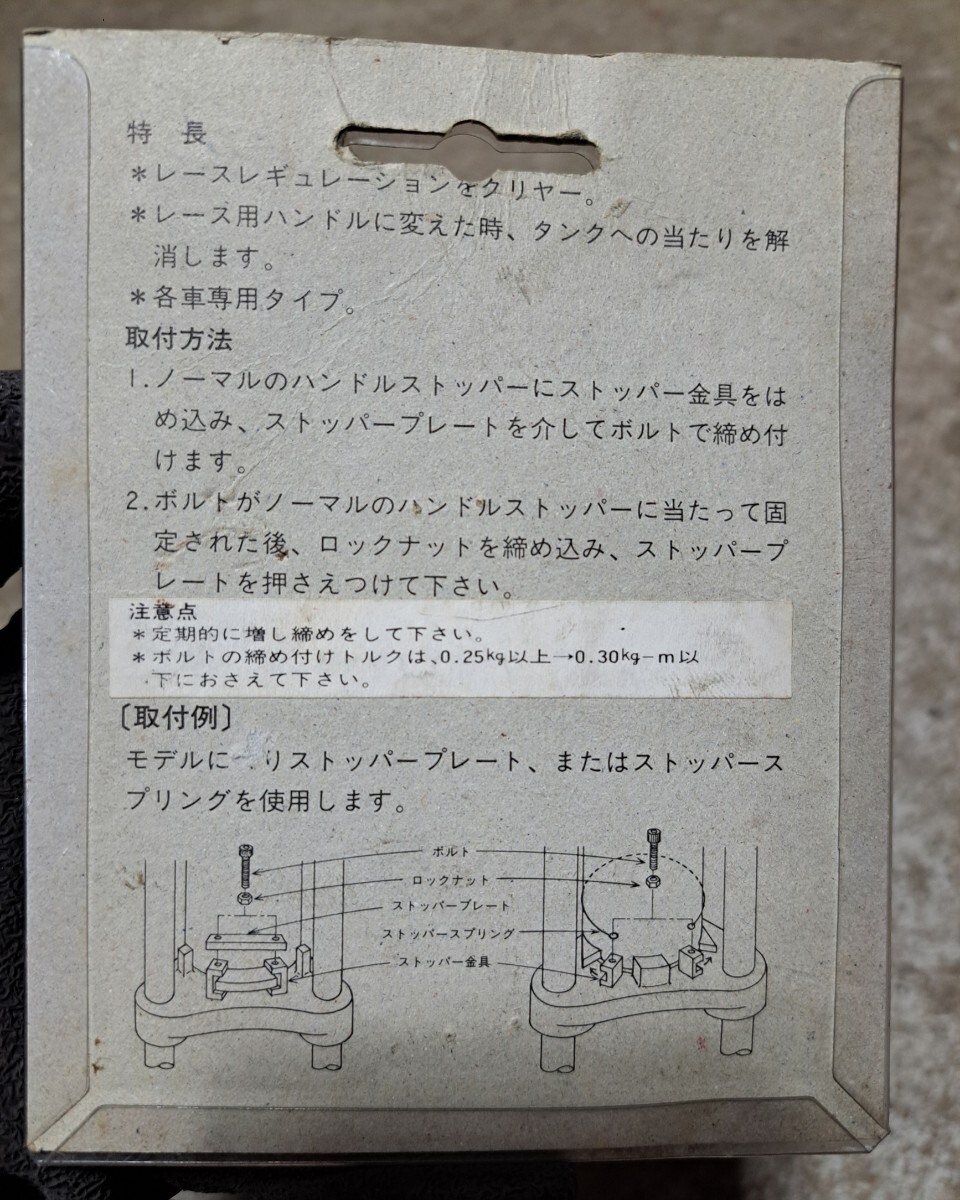 特 長
＊レースレギュレーションをクリヤー。
＊レース用ハンドルに変えた時、タンクへの当たりを解
消します。
＊各車専用タイプ。
取付方法
1.ノーマルのハンドルストッパーにストッパー金具をは
め込み、ストッパープレートを介してボルトで締め付
けます。
2.ボルトがノーマルのハンドルストッパーに当たって固
定された後、ロックナットを締め込み、ストッパープ
レートを押さえつけて下さい。
注意点
＊定期的に増し締めをして下さい。
＊ボルトの締め付けトルクは、0.25kg以上→0.30kg-m以
下におさえて下さい。
〔取付例〕
モデルに りストッパープレート、またはストッパース
プリングを使用します。
ボルト
ロックナット
ストッパープレート
ストッパースプリング
ストッパー金具